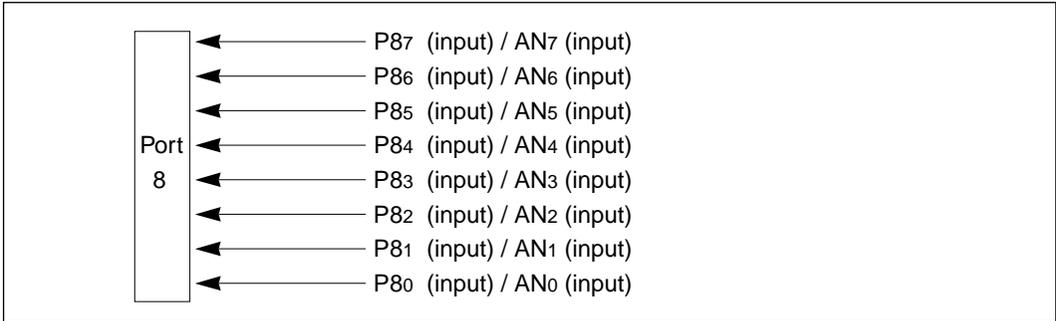 P87 (input) / AN7 (input)
P86 (input) / AN6 (input)
P85 (input) / AN5 (input)
P84 (input) / AN4 (input)
Port
8
P83 (input) / AN3 (input)
P82 (input) / AN2 (input)
P81 (input) / AN1 (input)
P80 (input) / AN0 (input)